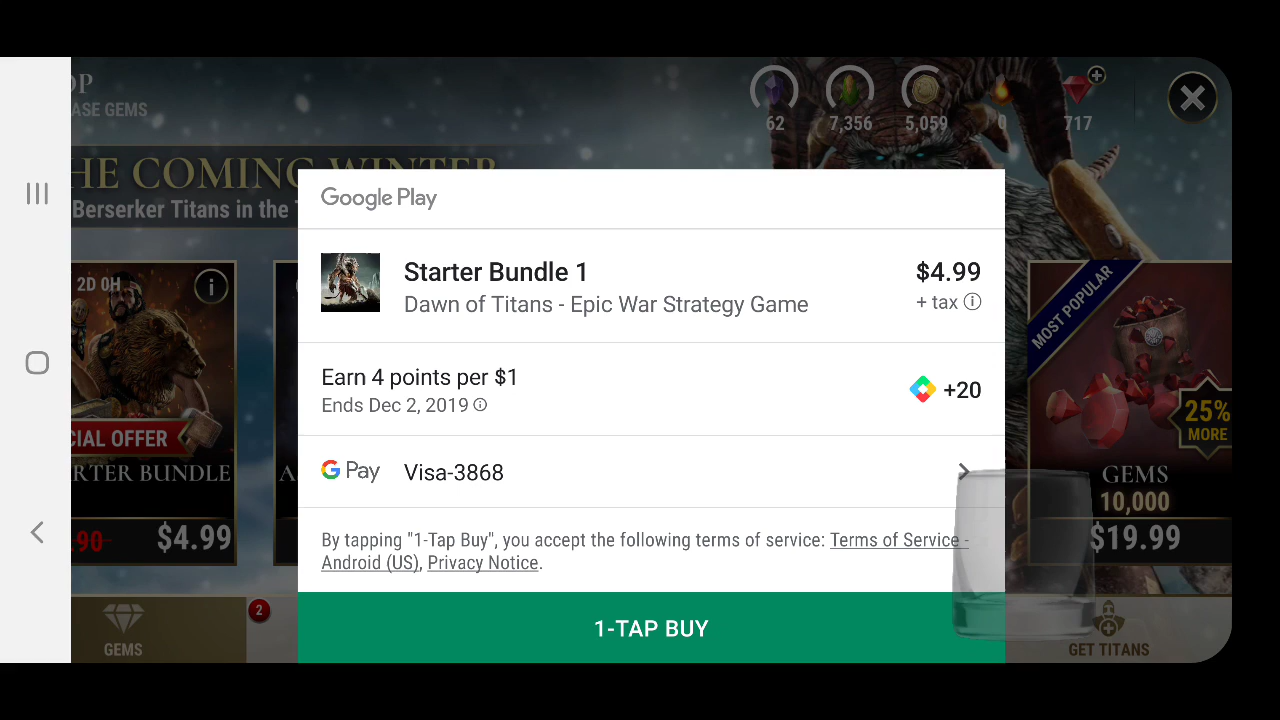 OP
ASE GEMS
62
7,356
5,059
0
717
HE COMING WINTER
Berserker Titans in the
Google Play
Starter Bundle 1
$4.99
Dawn of Titans - Epic War Strategy Game
+ tax
Earn 4 points per $1
+20
Ends Dec 2, 2019
G Pay
Visa-3868
By tapping "1-Tap Buy", you accept the following terms of service: Terms of Service -
Android (US), Privacy Notice.
1-TAP BUY
2D 0H
i
CIAL OFFER
RTER BUNDLE
.90
$4.99
A
MOST POPULAR
25%
MORE
GEMS
10,000
$19.99
GEMS
2
GET TITANS